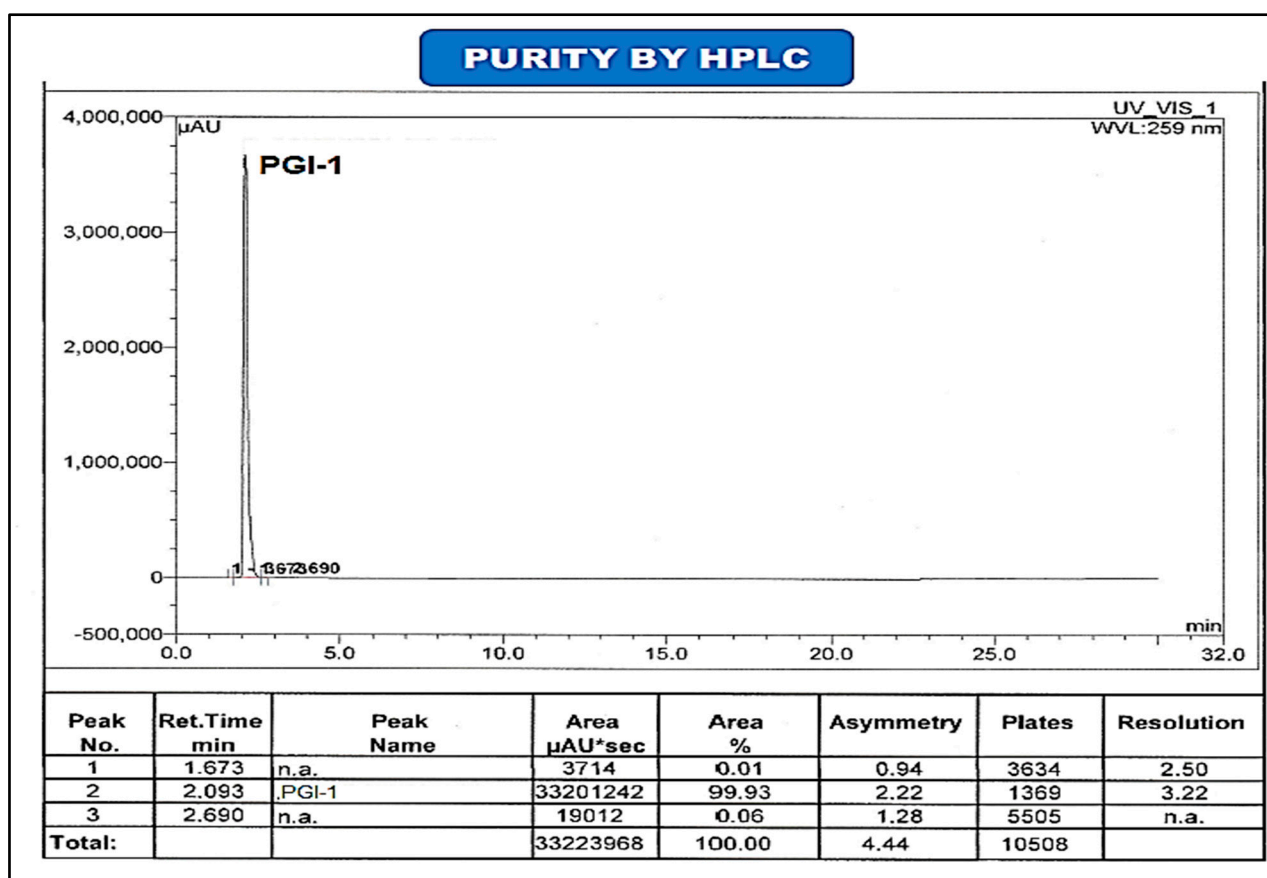 PURITY BY HPLC
UV_VIS_1
µAU
WVL:259 nm
4,000,000
3,000,000
2,000,000
1,000,000
0
-500,000
PGI-1
min
0.0 5.0 10.0 15.0 20.0 25.0 32.0
Peak No. Ret.Time min Peak Name Area µAU*sec Area % Asymmetry Plates Resolution
1 1.673 n.a. 3714 0.01 0.94 3634 2.50
2 2.093 .PGI-1 33201242 99.93 2.22 1369 3.22
3 2.690 n.a. 19012 0.06 1.28 5505 n.a.
Total: 33223968 100.00 4.44 10508